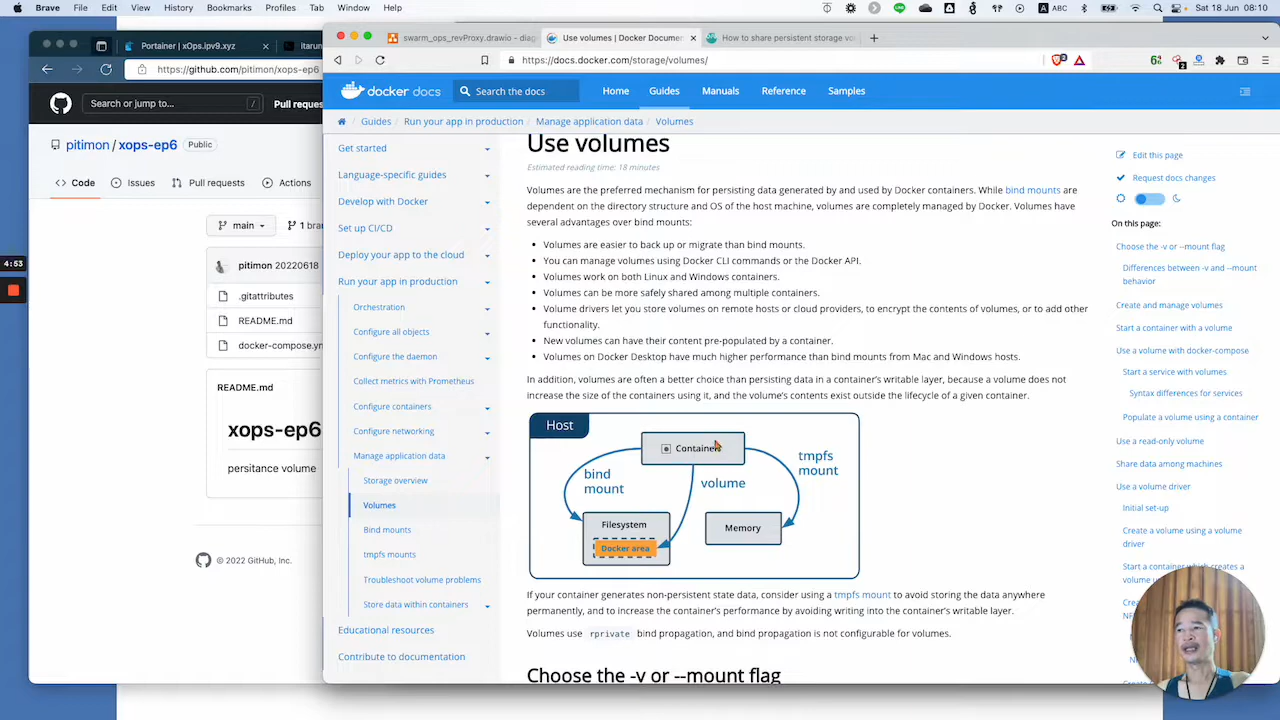 Brave File Edit View History Bookmarks Profiles Tab Window Help
ABC
Sat 18 Jun 08:10
swarm_ops_revProxy.drawio - diag
Use volumes | Docker Documen
How to share persistent storage vo
Portainer | xOps.ipv9.xyz
https://docs.docker.com/storage/volumes/
https://github.com/pitimon/xops-ep6
docker docs
Search the docs
Home
Guides
Manuals
Reference
Samples
Search or jump to...
/
Pull reques
Guides / Run your app in production / Manage application data / Volumes
pitimon / xops-ep6
Public
Code
Issues
Pull requests
Actions
main
1 bran
pitimon 20220618
.gitattributes
README.md
docker-compose.ym
README.md
xops-ep6
persitance volume
© 2022 GitHub, Inc.
4:53
Get started
Language-specific guides
Develop with Docker
Set up CI/CD
Deploy your app to the cloud
Run your app in production
Orchestration
Configure all objects
Configure the daemon
Collect metrics with Prometheus
Configure containers
Configure networking
Manage application data
Storage overview
Volumes
Bind mounts
tmpfs mounts
Troubleshoot volume problems
Store data within containers
Educational resources
Contribute to documentation
Use volumes
Estimated reading time: 18 minutes
Volumes are the preferred mechanism for persisting data generated by and used by Docker containers. While bind mounts are
dependent on the directory structure and OS of the host machine, volumes are completely managed by Docker. Volumes have
several advantages over bind mounts:
• Volumes are easier to back up or migrate than bind mounts.
• You can manage volumes using Docker CLI commands or the Docker API.
• Volumes work on both Linux and Windows containers.
• Volumes can be more safely shared among multiple containers.
• Volume drivers let you store volumes on remote hosts or cloud providers, to encrypt the contents of volumes, or to add other
functionality.
• New volumes can have their content pre-populated by a container.
• Volumes on Docker Desktop have much higher performance than bind mounts from Mac and Windows hosts.
In addition, volumes are often a better choice than persisting data in a container's writable layer, because a volume does not
increase the size of the containers using it, and the volume's contents exist outside the lifecycle of a given container.
Host
Container
bind
mount
volume
tmpfs
mount
Filesystem
Docker area
Memory
If your container generates non-persistent state data, consider using a tmpfs mount to avoid storing the data anywhere
permanently, and to increase the container's performance by avoiding writing into the container's writable layer.
Volumes use rprivate bind propagation, and bind propagation is not configurable for volumes.
Choose the -v or --mount flag
Edit this page
Request docs changes
On this page:
Choose the -v or --mount flag
Differences between -v and --mount
behavior
Create and manage volumes
Start a container with a volume
Use a volume with docker-compose
Start a service with volumes
Syntax differences for services
Populate a volume using a container
Use a read-only volume
Share data among machines
Use a volume driver
Initial set-up
Create a volume using a volume
driver
Start a container which creates a